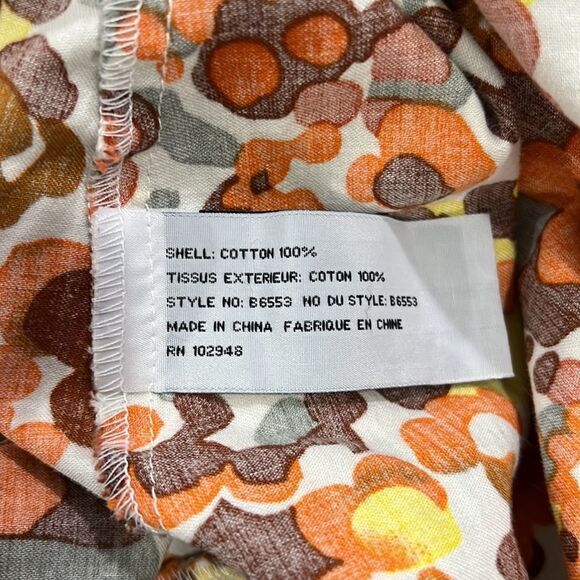 SHELL: COTTON 100%
TISSUS EXTERIEUR: COTON 100%
STYLE NO: B6553 NO DU STYLE: B6553
MADE IN CHINA FABRIQUE EN CHINE
RN 102948